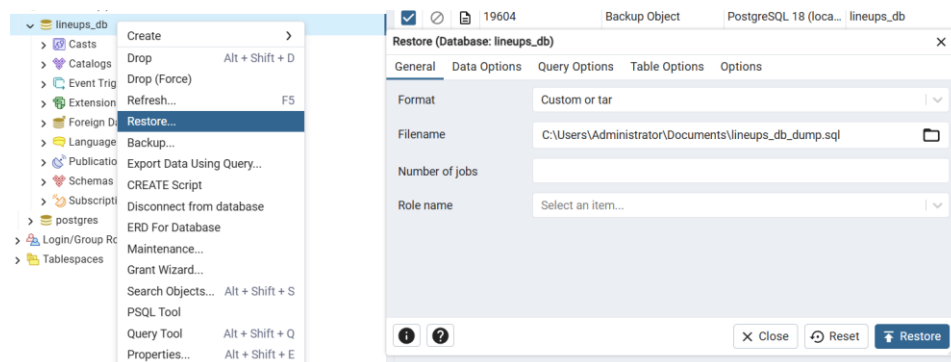 lineups_db
Casts
Catalogs
Event Trig
Extension
Foreign Da
Language
Publicatio
Schemas
Subscripti
postgres
Login/Group Ro
Tablespaces
Create
Drop Alt + Shift + D
Drop (Force)
Refresh... F5
Restore...
Backup...
Export Data Using Query...
CREATE Script
Disconnect from database
ERD For Database
Maintenance...
Grant Wizard...
Search Objects... Alt + Shift + S
PSQL Tool
Query Tool Alt + Shift + Q
Properties... Alt + Shift + E
19604 Backup Object PostgreSQL 18 (loca... lineups_db
Restore (Database: lineups_db)
General Data Options Query Options Table Options Options
Format Custom or tar
Filename C:\Users\Administrator\Documents\lineups_db_dump.sql
Number of jobs
Role name Select an item...
Close Reset Restore